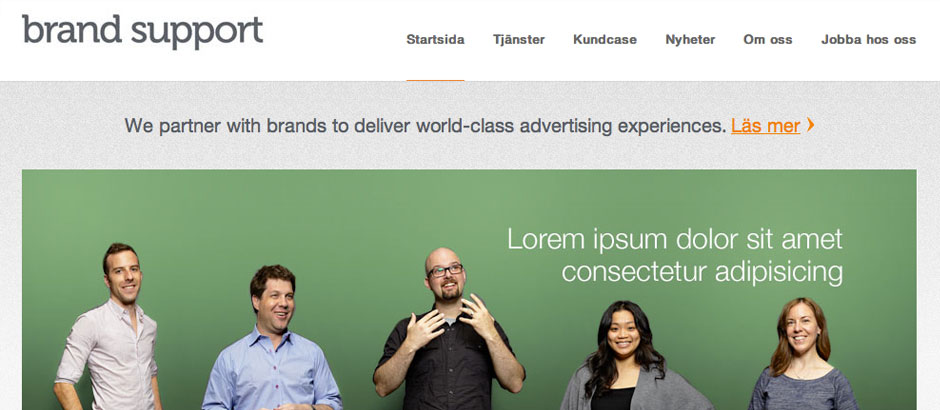 brand support
Startsida Tjänster Kundcase Nyheter Om oss Jobba hos oss
We partner with brands to deliver world-class advertising experiences. Läs mer ›
Lorem ipsum dolor sit amet
consectetur adipisicing